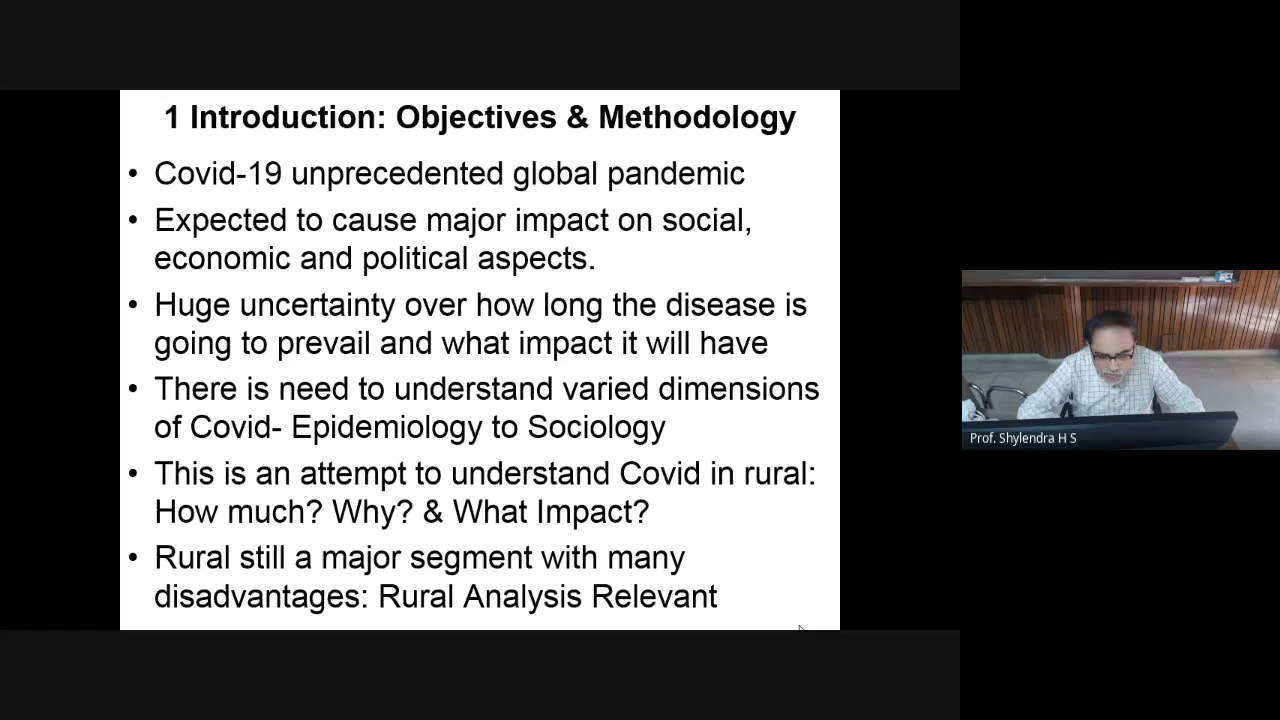 1 Introduction: Objectives & Methodology
• Covid-19 unprecedented global pandemic
• Expected to cause major impact on social,
economic and political aspects.
• Huge uncertainty over how long the disease is
going to prevail and what impact it will have
• There is need to understand varied dimensions
of Covid- Epidemiology to Sociology
• This is an attempt to understand Covid in rural:
How much? Why? & What Impact?
• Rural still a major segment with many
disadvantages: Rural Analysis Relevant
Prof. Shylendra H S